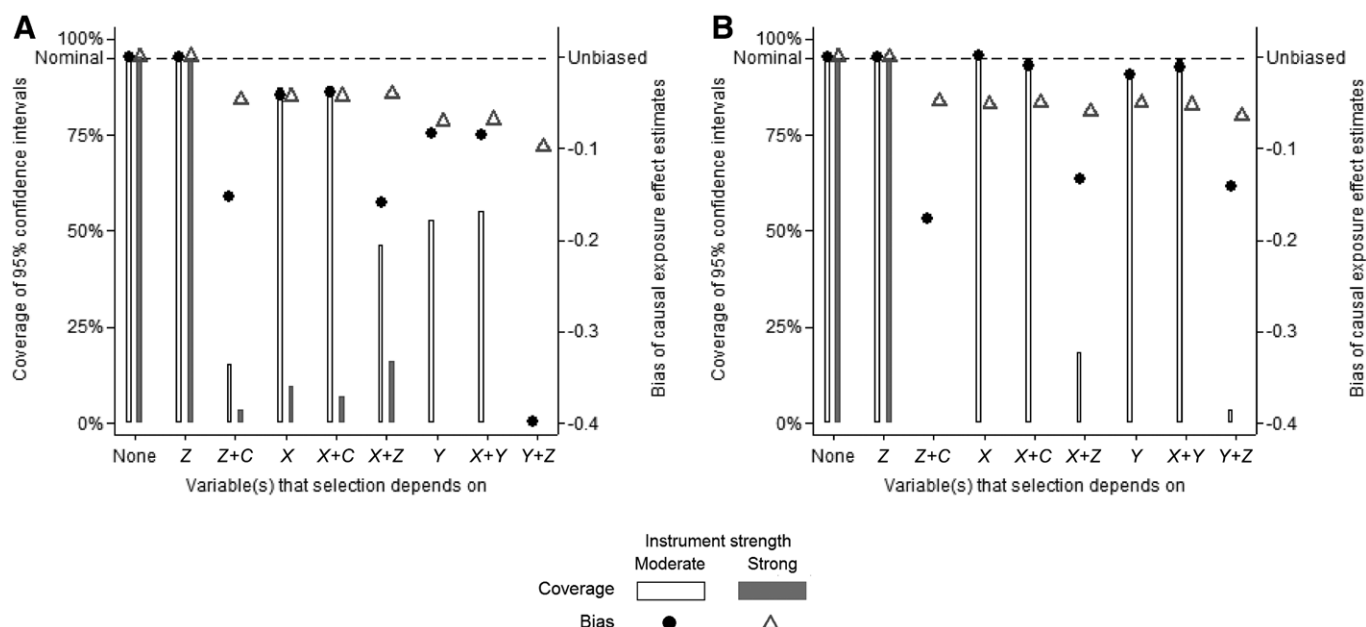 A
100%
Nominal
75%
50%
25%
0%
Coverage of 95% confidence intervals
Unbiased
-0.1
-0.2
-0.3
-0.4
Bias of causal exposure effect estimates
None Z Z+C X X+C X+Z Y X+Y Y+Z
Variable(s) that selection depends on
B
100%
Nominal
75%
50%
25%
0%
Coverage of 95% confidence intervals
Unbiased
-0.1
-0.2
-0.3
-0.4
Bias of causal exposure effect estimates
None Z Z+C X X+C X+Z Y X+Y Y+Z
Variable(s) that selection depends on
Instrument strength
Moderate Strong
Coverage
Bias